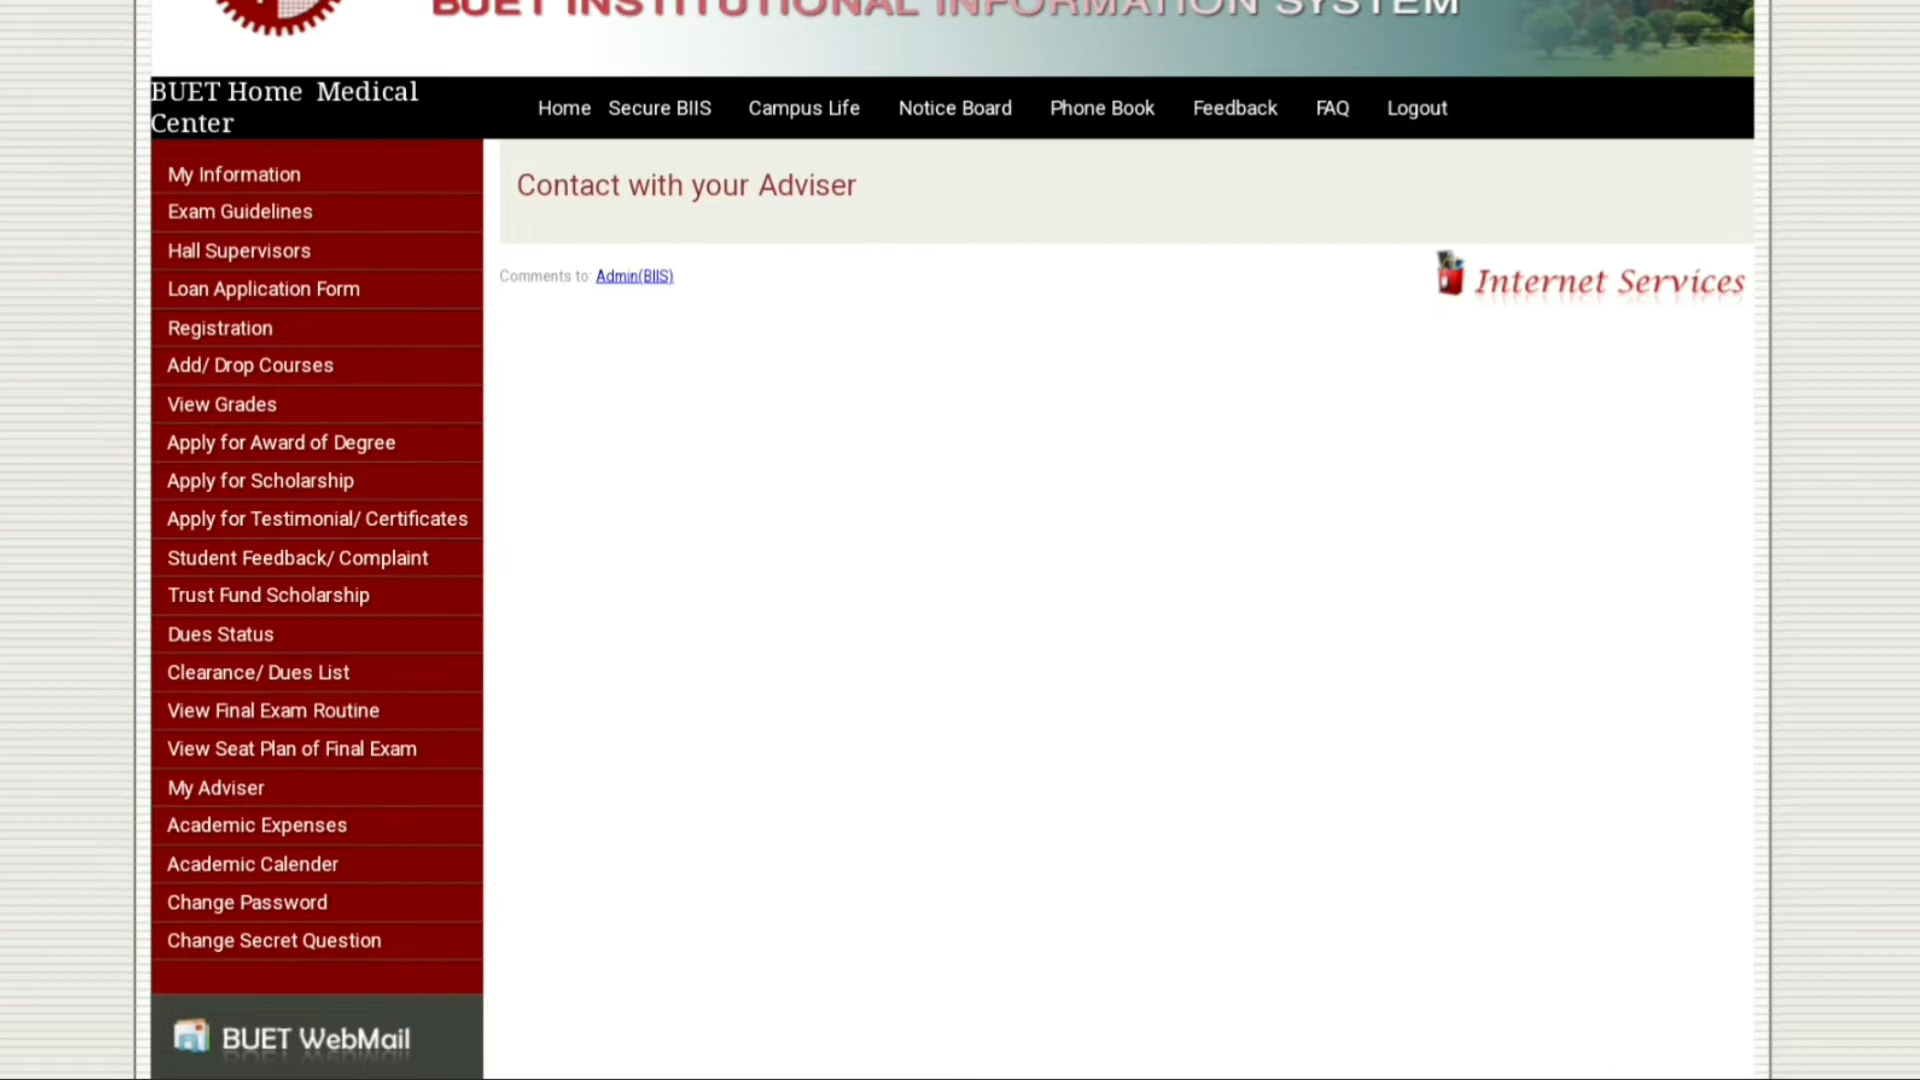 BUET INSTITUTIONAL INFORMATION SYSTEM
BUET Home Medical
Center
Home Secure BIIS Campus Life Notice Board Phone Book Feedback FAQ Logout
My Information
Exam Guidelines
Hall Supervisors
Loan Application Form
Registration
Add/ Drop Courses
View Grades
Apply for Award of Degree
Apply for Scholarship
Apply for Testimonial/ Certificates
Student Feedback/ Complaint
Trust Fund Scholarship
Dues Status
Clearance/ Dues List
View Final Exam Routine
View Seat Plan of Final Exam
My Adviser
Academic Expenses
Academic Calender
Change Password
Change Secret Question
BUET WebMail
Contact with your Adviser
Comments to: Admin(BIIS)
Internet Services